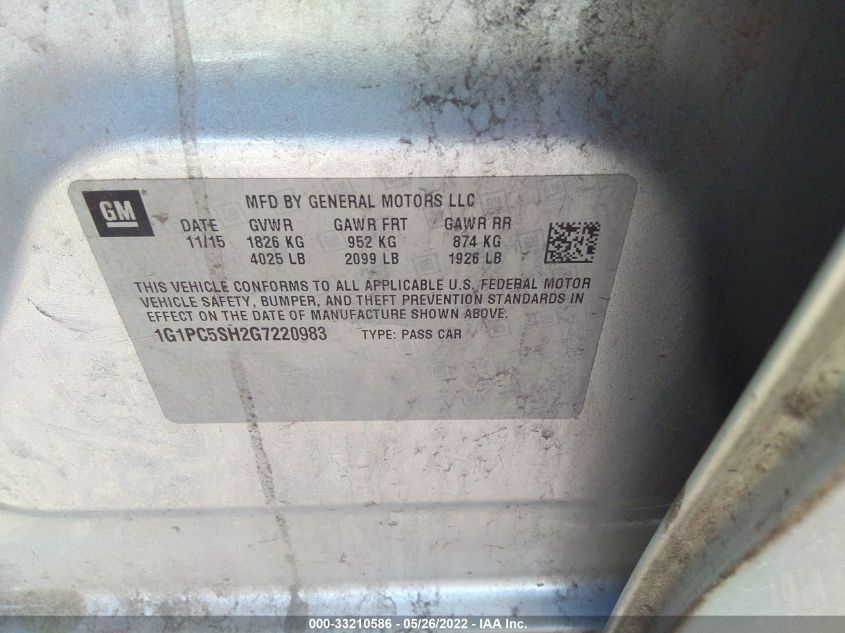 GM ®
MFD BY GENERAL MOTORS LLC
DATE GVWR GAWR FRT GAWR RR
11/15 1826 KG 952 KG 874 KG
4025 LB 2099 LB 1926 LB
THIS VEHICLE CONFORMS TO ALL APPLICABLE U.S. FEDERAL MOTOR
VEHICLE SAFETY, BUMPER, AND THEFT PREVENTION STANDARDS IN
EFFECT ON THE DATE OF MANUFACTURE SHOWN ABOVE.
1G1PC5SH2G7220983 TYPE: PASS CAR
000-33210586 - 05/26/2022 - IAA Inc.